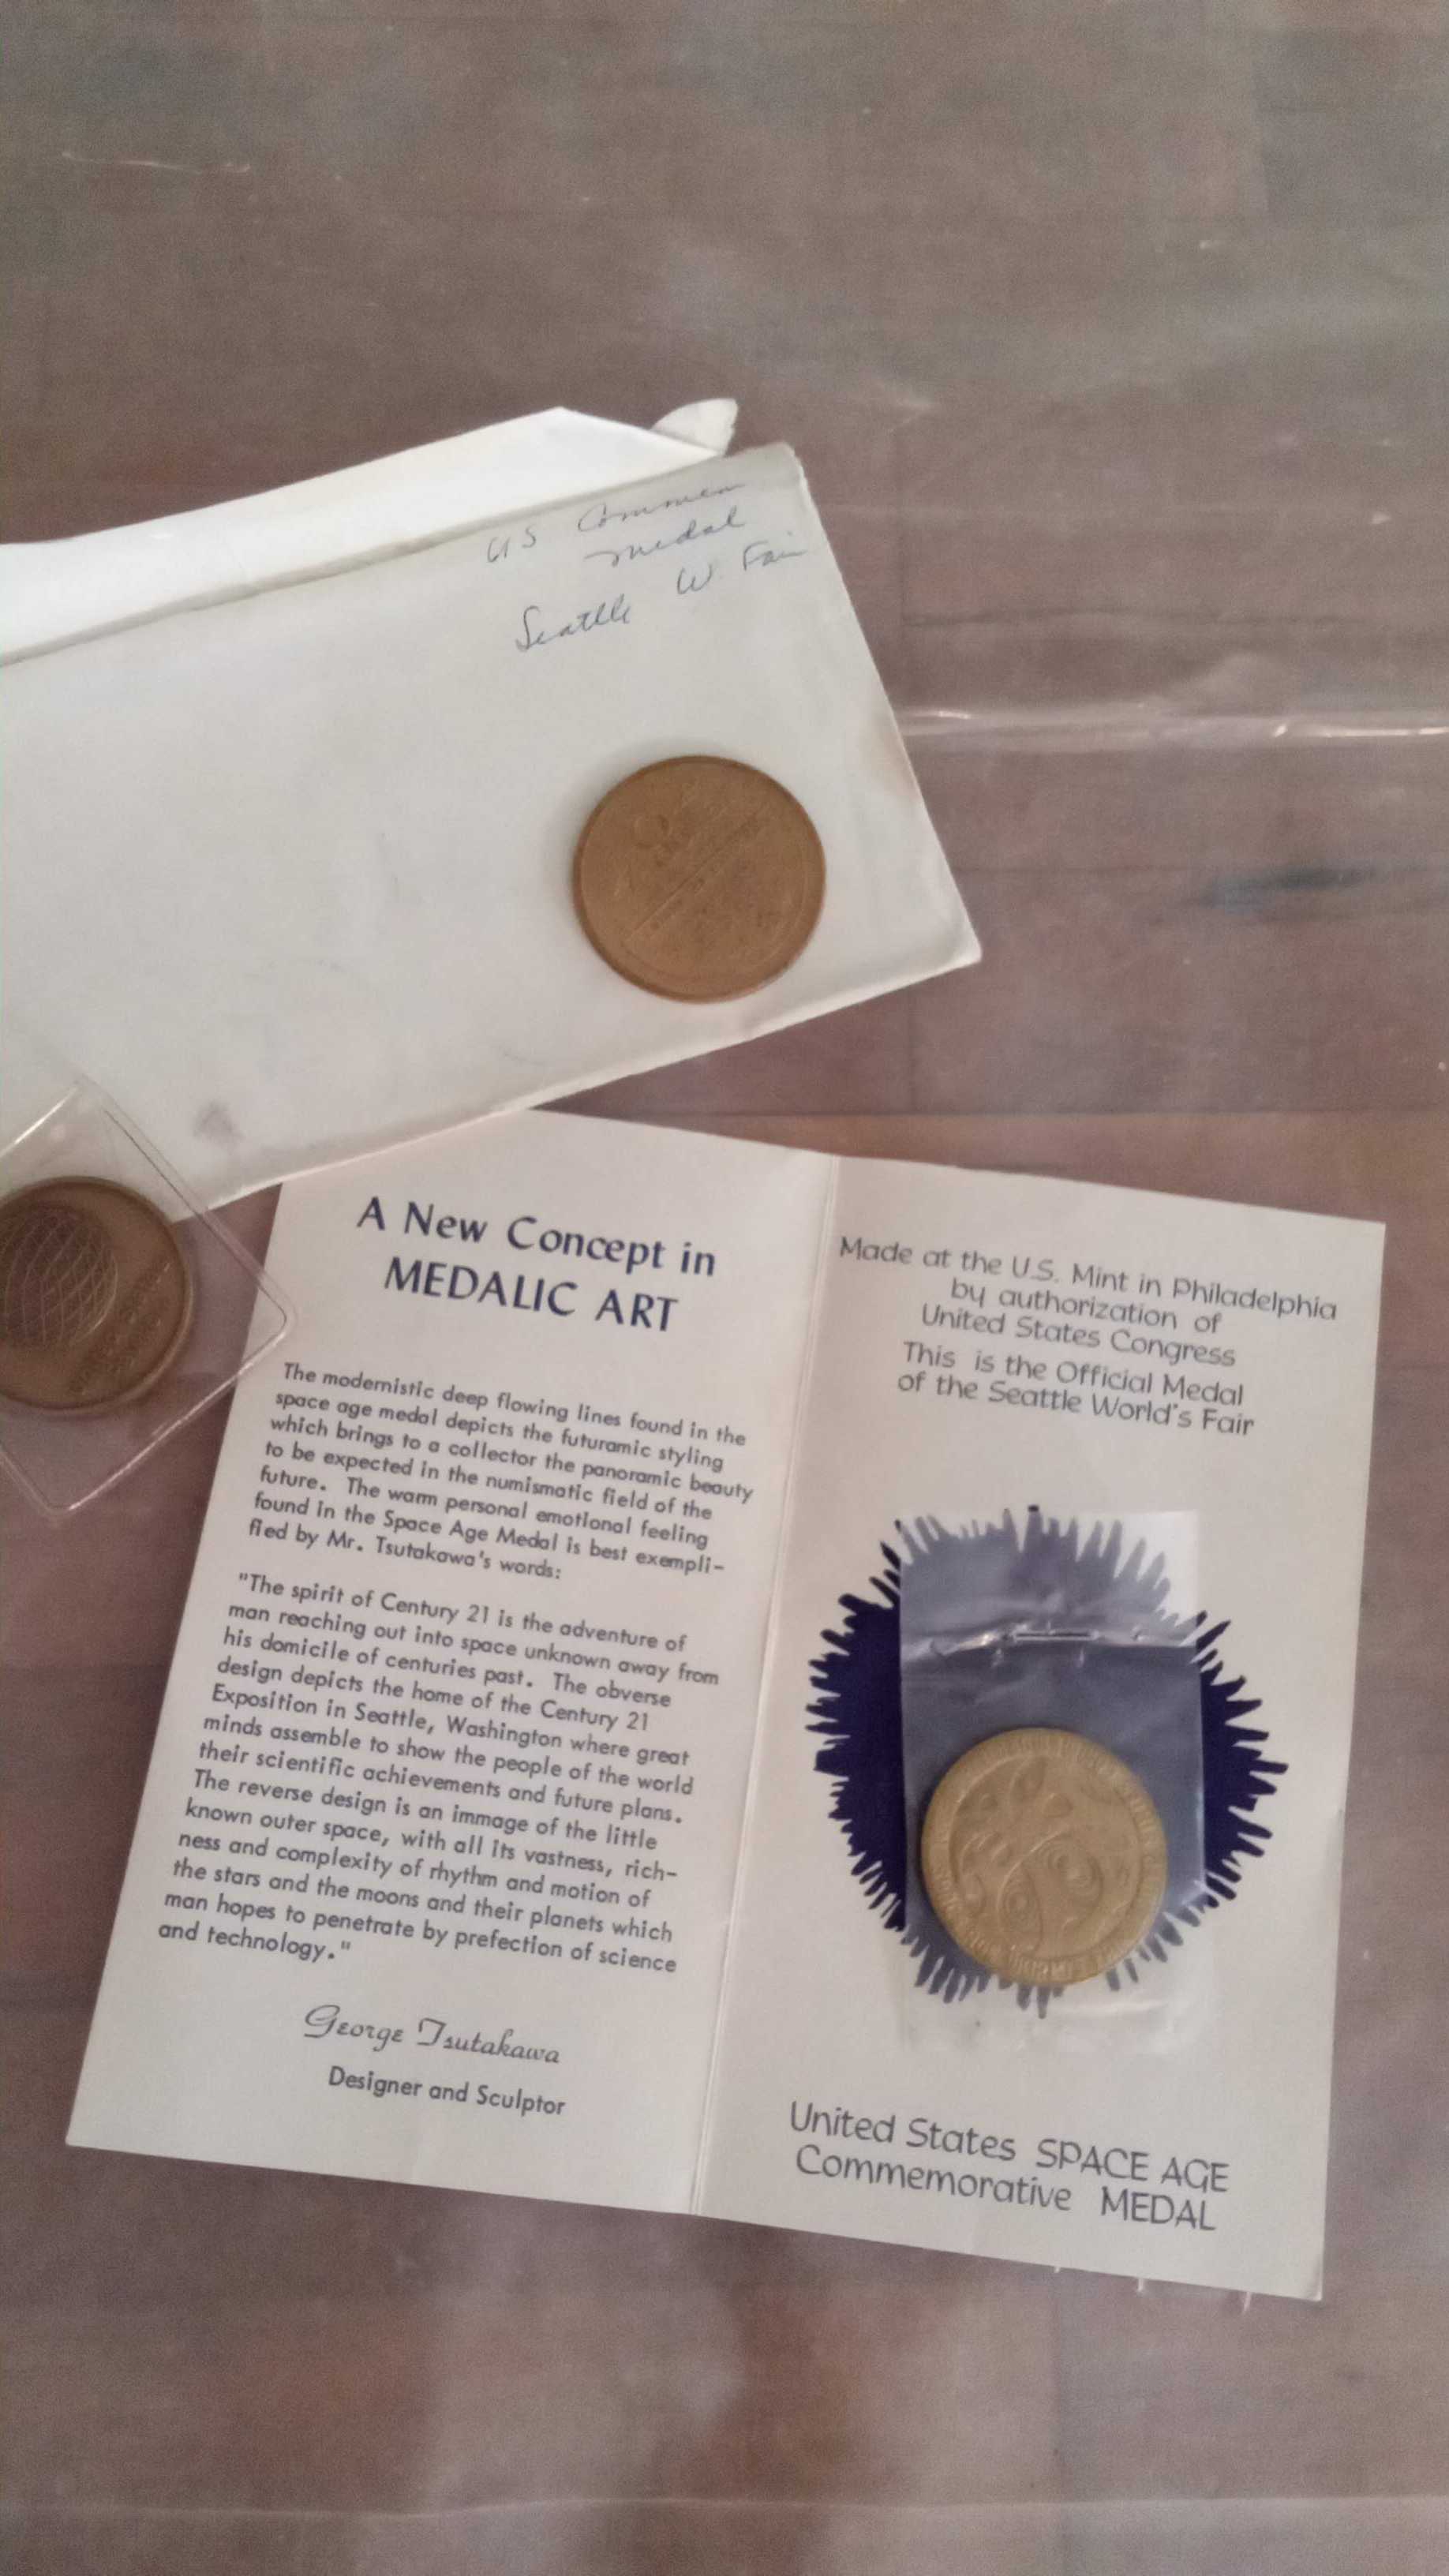 US Commem
medal
Seattle W. Fair
A New Concept in
MEDALIC ART
The modernistic deep flowing lines found in the
space age medal depicts the futuramic styling
which brings to a collector the panoramic beauty
to be expected in the numismatic field of the
future. The warm personal emotional feeling
found in the Space Age Medal is best exempli-
fied by Mr. Tsutakawa's words:
"The spirit of Century 21 is the adventure of
man reaching out into space unknown away from
his domicile of centuries past. The obverse
design depicts the home of the Century 21
Exposition in Seattle, Washington where great
minds assemble to show the people of the world
their scientific achievements and future plans.
The reverse design is an immage of the little
known outer space, with all its vastness, rich-
ness and complexity of rhythm and motion of
the stars and the moons and their planets which
man hopes to penetrate by prefection of science
and technology."
George Tsutakawa
Designer and Sculptor
Made at the U.S. Mint in Philadelphia
by authorization of
United States Congress
This is the Official Medal
of the Seattle World's Fair
United States SPACE AGE
Commemorative MEDAL